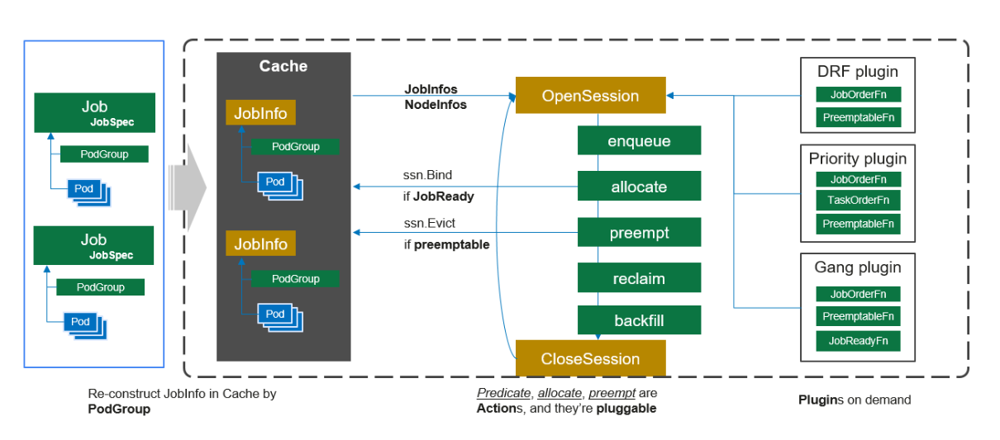 Job
JobSpec
PodGroup
Pod
Job
JobSpec
PodGroup
Pod
Cache
JobInfo
PodGroup
Pod
JobInfo
PodGroup
Pod
JobInfos
NodeInfos
ssn.Bind
if JobReady
ssn.Evict
if preemptable
OpenSession
enqueue
allocate
preempt
reclaim
backfill
CloseSession
DRF plugin
JobOrderFn
PreemptableFn
Priority plugin
JobOrderFn
TaskOrderFn
PreemptableFn
Gang plugin
JobOrderFn
PreemptableFn
JobReadyFn
Re-construct JobInfo in Cache by
PodGroup
Predicate, allocate, preempt are
Actions, and they're pluggable
Plugins on demand